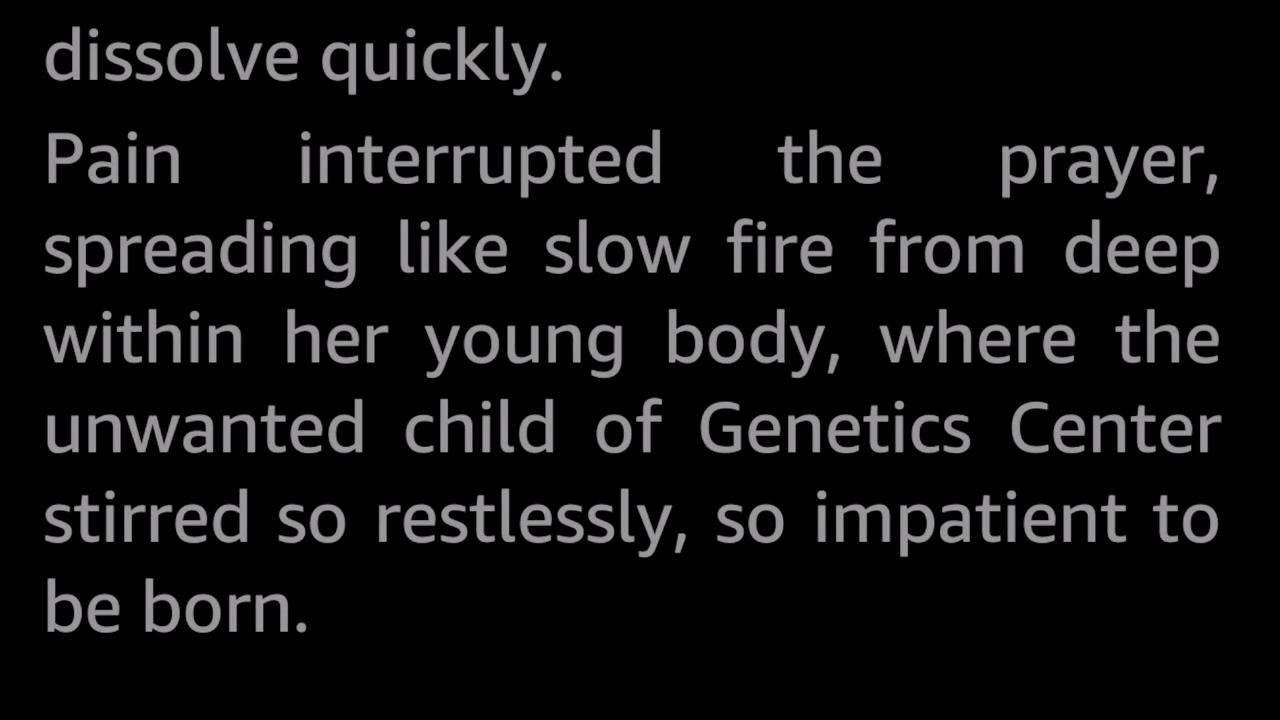 dissolve quickly.
Pain interrupted the prayer,
spreading like slow fire from deep
within her young body, where the
unwanted child of Genetics Center
stirred so restlessly, so impatient to
be born.